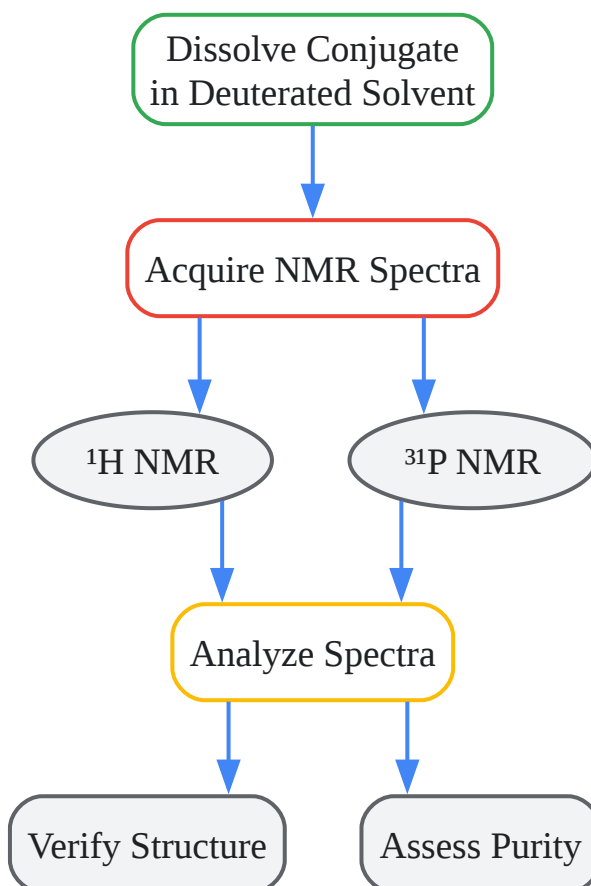 Dissolve Conjugate
in Deuterated Solvent
Acquire NMR Spectra
¹H NMR
³¹P NMR
Analyze Spectra
Verify Structure
Assess Purity